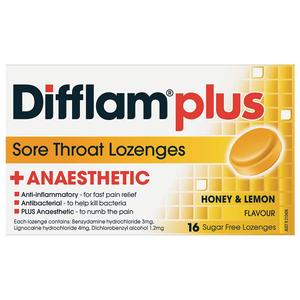 Difflam® plus
Sore Throat Lozenges
+ ANAESTHETIC
• Anti-inflammatory - for fast pain relief
• Antibacterial - to help kill bacteria
• PLUS Anaesthetic - to numb the pain
Each lozenge contains: Benzydamine hydrochloride 3mg,
Lignocaine hydrochloride 4mg, Dichlorobenzyl alcohol 1.2mg
HONEY & LEMON
FLAVOUR
16 Sugar Free Lozenges